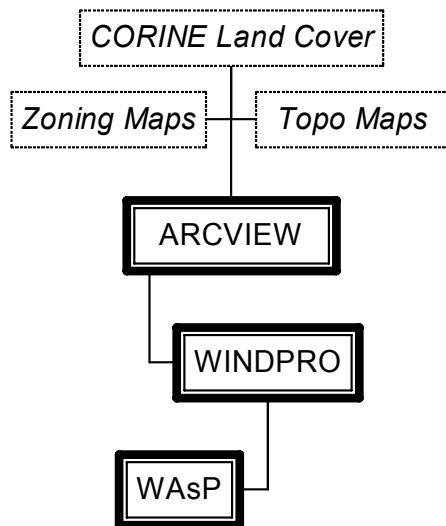 CORINE Land Cover
Zoning Maps
Topo Maps
ARCVIEW
WINDPRO
WAsP